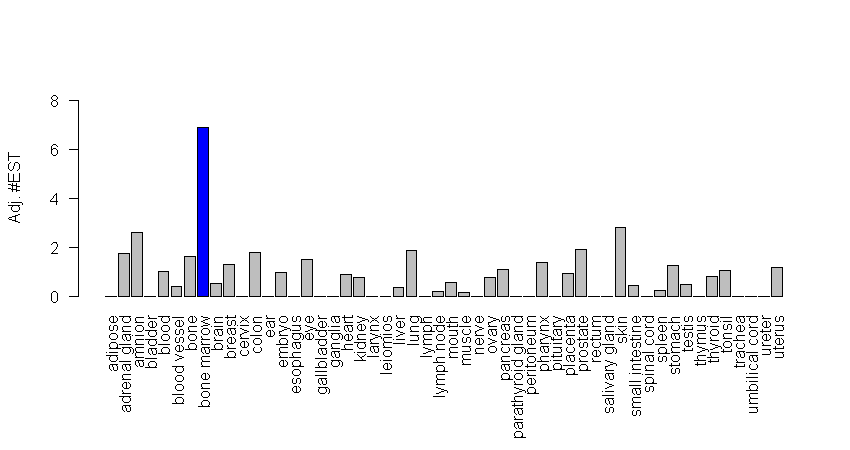 Adj. #EST
8
6
4
2
0
adipose
adrenal gland
amnion
bladder
blood
blood vessel
bone
bone marrow
brain
breast
cervix
colon
ear
embryo
esophagus
eye
gallbladder
ganglia
heart
kidney
larynx
leiomios
liver
lung
lymph
lymph node
mouth
muscle
nerve
ovary
pancreas
parathyroid gland
peritoneum
pharynx
pituitary
placenta
prostate
rectum
salivary gland
skin
small intestine
spinal cord
spleen
stomach
testis
thymus
thyroid
tonsil
trachea
umbilical cord
ureter
uterus